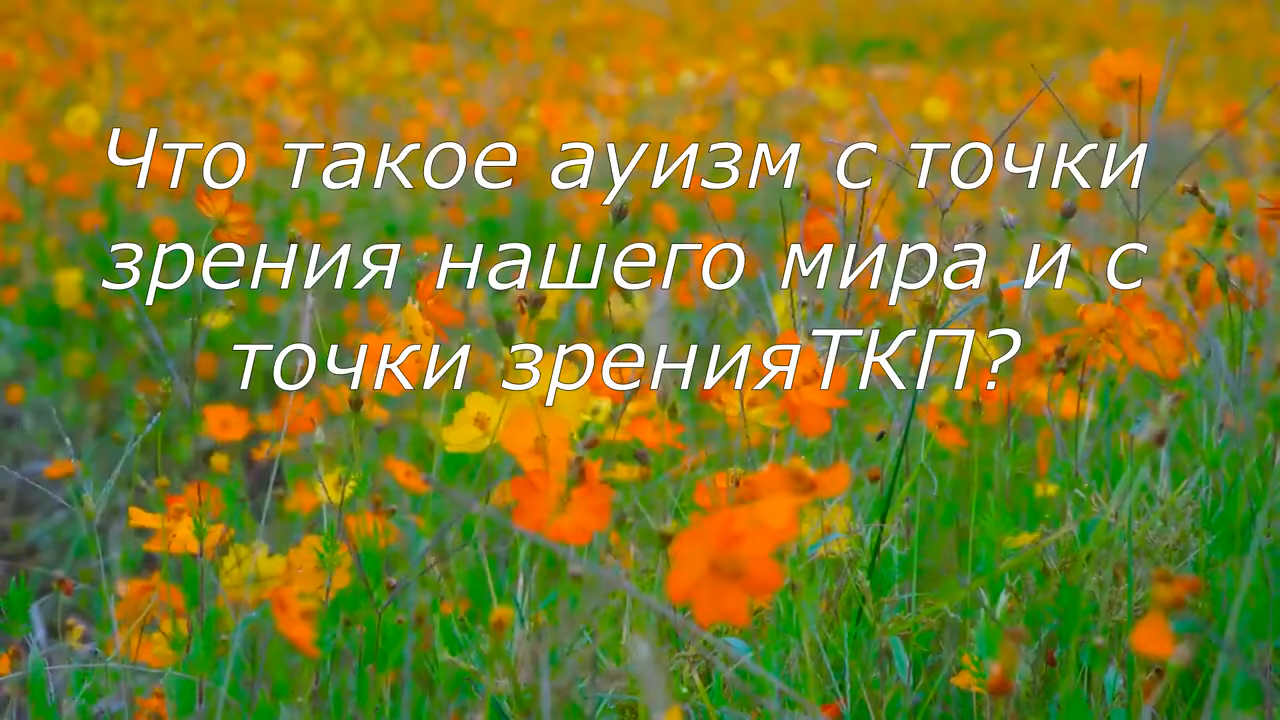 Что такое ауизм с точки
зрения нашего мира и с
точки зренияТКП?